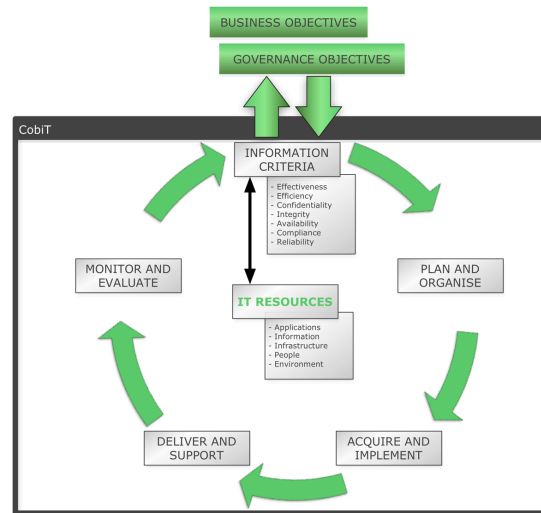 BUSINESS OBJECTIVES
GOVERNANCE OBJECTIVES
CobiT
INFORMATION
CRITERIA
- Effectiveness
- Efficiency
- Confidentiality
- Integrity
- Availability
- Compliance
- Reliability
MONITOR AND
EVALUATE
PLAN AND
ORGANISE
IT RESOURCES
- Applications
- Information
- Infrastructure
- People
- Environment
DELIVER AND
SUPPORT
ACQUIRE AND
IMPLEMENT